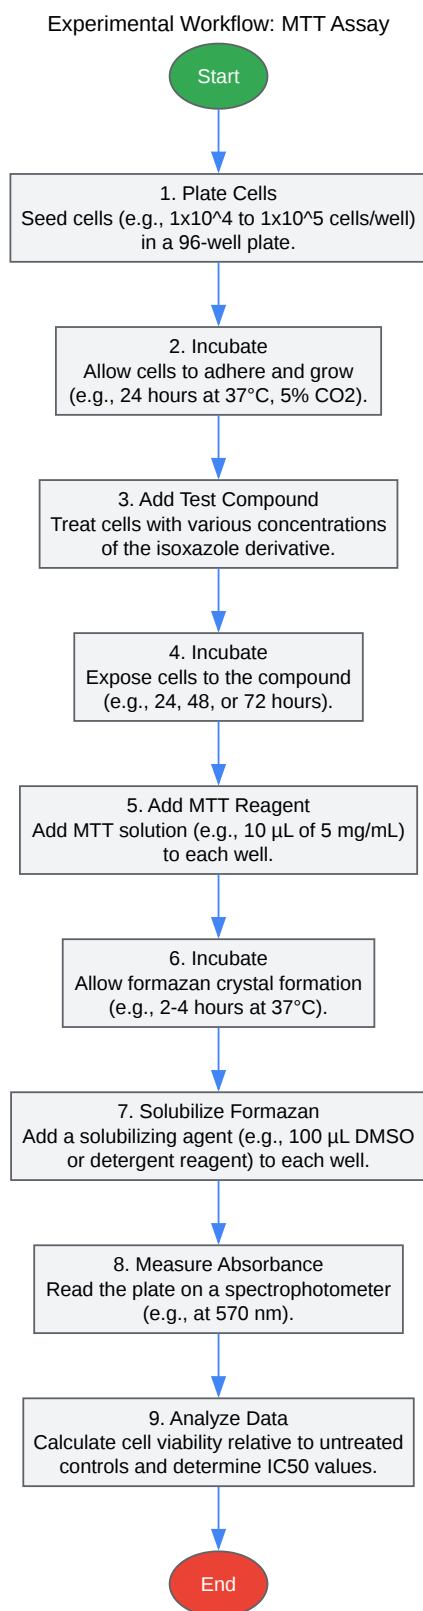 Experimental Workflow: MTT Assay
Start
1. Plate Cells
Seed cells (e.g., 1x10^4 to 1x10^5 cells/well)
in a 96-well plate.
2. Incubate
Allow cells to adhere and grow
(e.g., 24 hours at 37°C, 5% CO2).
3. Add Test Compound
Treat cells with various concentrations
of the isoxazole derivative.
4. Incubate
Expose cells to the compound
(e.g., 24, 48, or 72 hours).
5. Add MTT Reagent
Add MTT solution (e.g., 10 µL of 5 mg/mL)
to each well.
6. Incubate
Allow formazan crystal formation
(e.g., 2-4 hours at 37°C).
7. Solubilize Formazan
Add a solubilizing agent (e.g., 100 µL DMSO
or detergent reagent) to each well.
8. Measure Absorbance
Read the plate on a spectrophotometer
(e.g., at 570 nm).
9. Analyze Data
Calculate cell viability relative to untreated
controls and determine IC50 values.
End